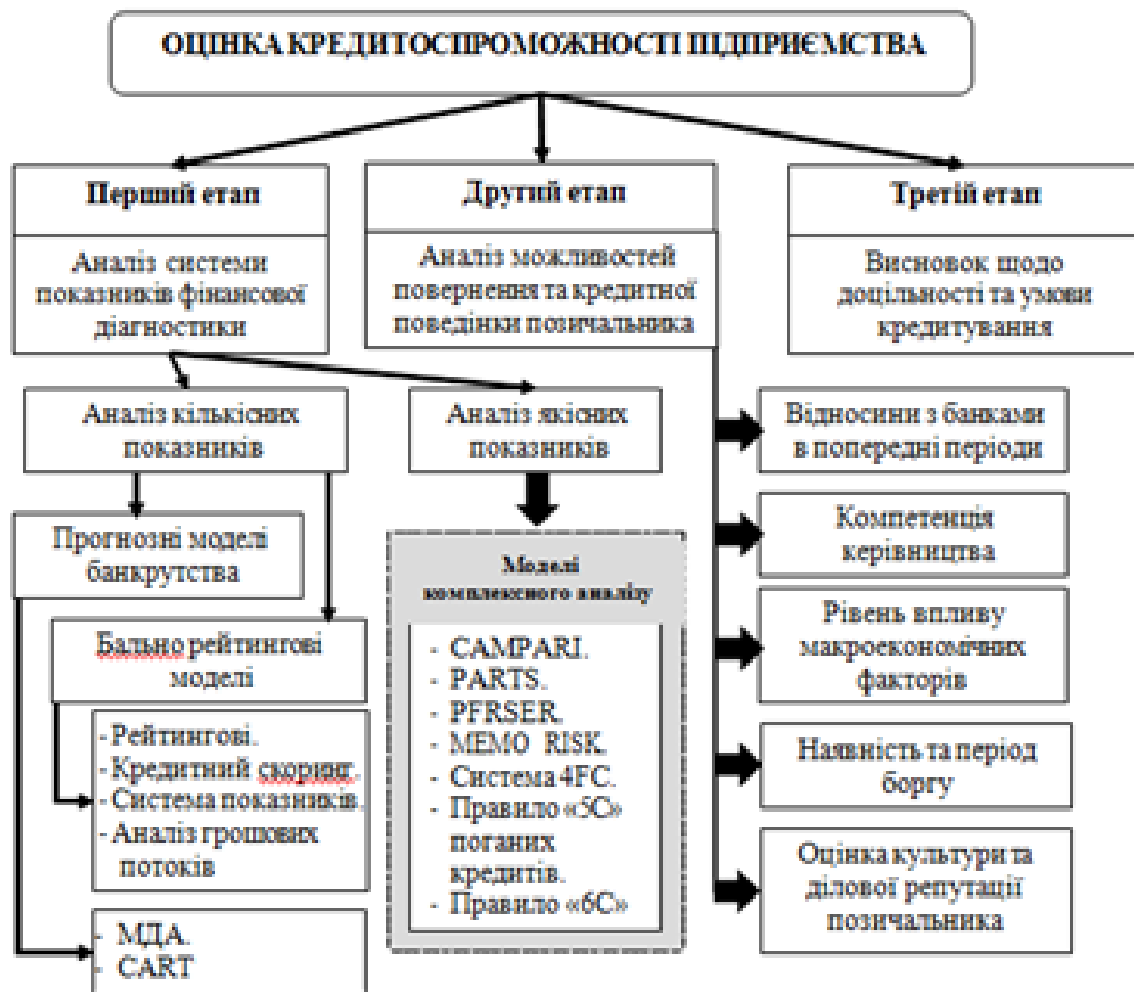 ОЦІНКА КРЕДИТОСПРОМОЖНОСТІ ПІДПРИЄМСТВА
Перший етап
Аналіз системи
показників фінансової
діагностики
Другий етап
Аналіз можливостей
повернення та кредитної
поведінки позичальника
Третій етап
Висновок щодо
доцільності та умови
кредитування
Аналіз кількісних
показників
Аналіз якісних
показників
Прогнозні моделі
банкрутства
Бально рейтингові
моделі
- Рейтингові.
- Кредитний скоринг.
- Система показників.
- Аналіз грошових
потоків
- МДА.
- CART
Моделі
комплексного аналізу
- CAMPARI.
- PARTS.
- PFRSER.
- MEMO RISK.
- Система 4FC.
- Правило «5С»
поганих
кредитів.
- Правило «6С»
Відносини з банками
в попередні періоди
Компетенція
керівництва
Рівень впливу
макроекономічних
факторів
Наявність та період
боргу
Оцінка культури та
ділової репутації
позичальника